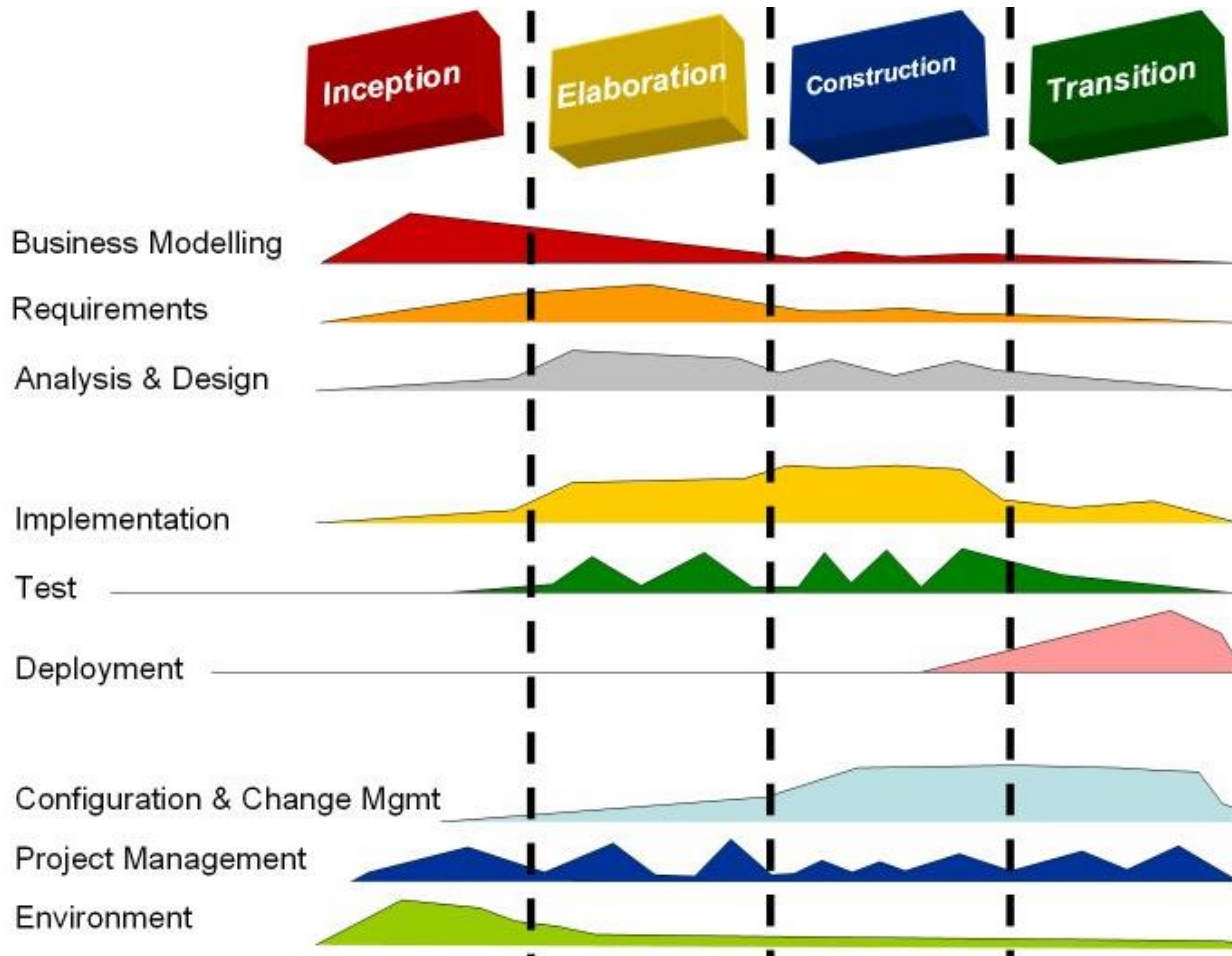 Inception
Elaboration
Construction
Transition
Business Modelling
Requirements
Analysis & Design
Implementation
Test
Deployment
Configuration & Change Mgmt
Project Management
Environment